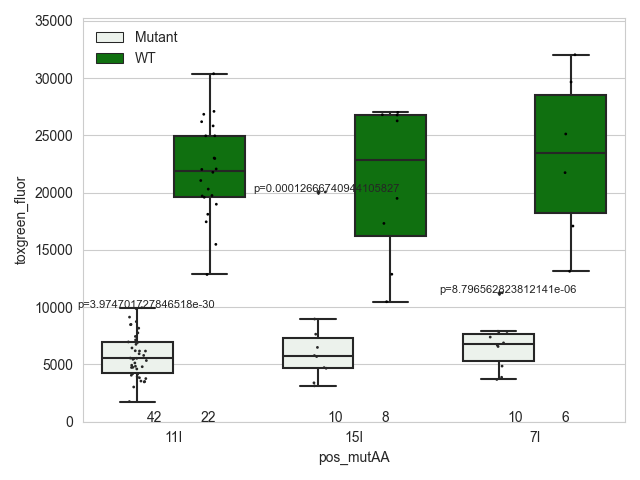 35000
Mutant
WT
30000
25000
20000
15000
10000
5000
0
toxgreen_fluor
p=3.974701727846518e-30
p=0.00012666740944105827
p=8.796562823812141e-06
42 22 10 8 10 6
11I 15I 7I
pos_mutAA